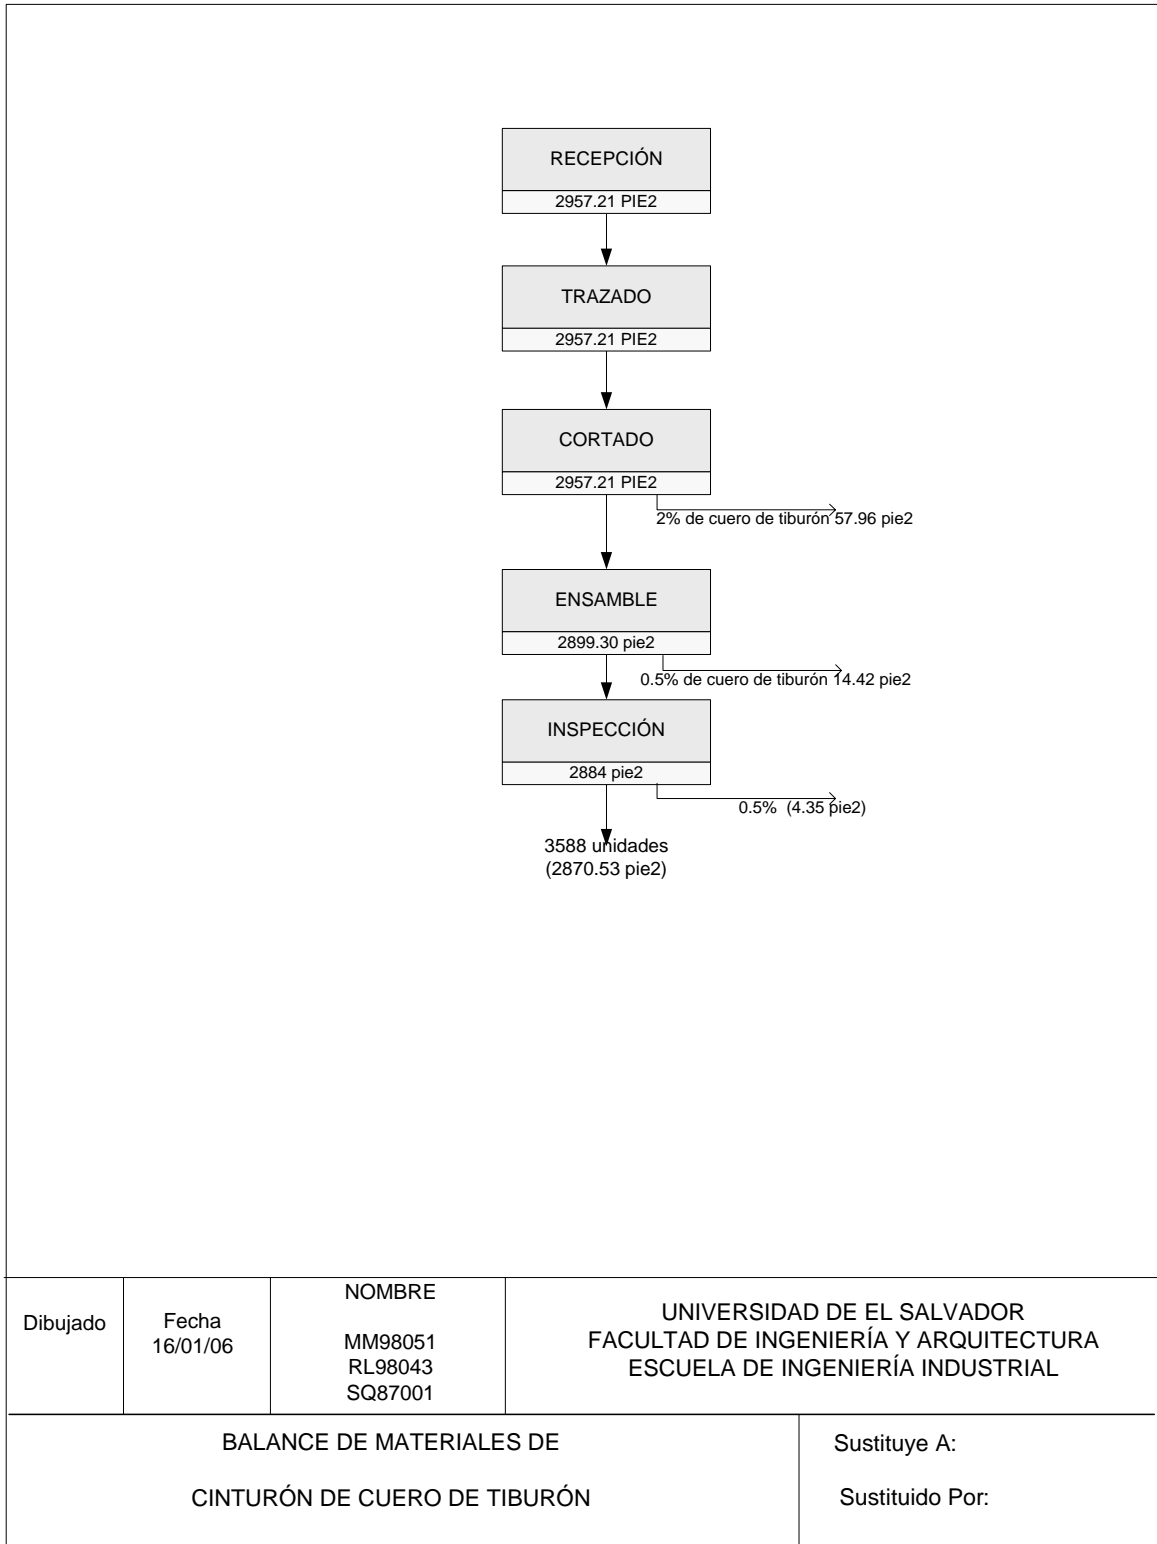 RECEPCIÓN
2957.21 PIE2
TRAZADO
2957.21 PIE2
CORTADO
2957.21 PIE2
2% de cuero de tiburón 57.96 pie2
ENSAMBLE
2899.30 pie2
0.5% de cuero de tiburón 14.42 pie2
INSPECCIÓN
2884 pie2
0.5% (4.35 pie2)
3588 unidades
(2870.53 pie2)
Dibujado
Fecha
16/01/06
NOMBRE
MM98051
RL98043
SQ87001
UNIVERSIDAD DE EL SALVADOR
FACULTAD DE INGENIERÍA Y ARQUITECTURA
ESCUELA DE INGENIERÍA INDUSTRIAL
BALANCE DE MATERIALES DE
CINTURÓN DE CUERO DE TIBURÓN
Sustituye A:
Sustituido Por: